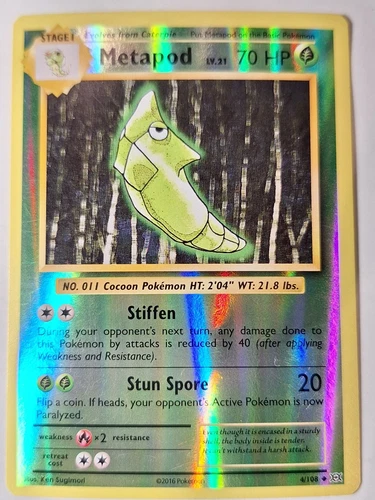 STAGE 1 Evolves from Caterpie Put Metapod on the Basic Pokémon
Metapod LV.21 70 HP
NO. 011 Cocoon Pokémon HT: 2'04" WT: 21.8 lbs.
Stiffen
During your opponent's next turn, any damage done to
this Pokémon by attacks is reduced by 40 (after applying
Weakness and Resistance).
Stun Spore 20
Flip a coin. If heads, your opponent's Active Pokémon is now
Paralyzed.
weakness ×2 resistance
retreat
cost
Even though it is encased in a sturdy
shell, the body inside is tender.
It can't withstand a harsh attack.
Illus. Ken Sugimori ©2016 Pokémon 4/108